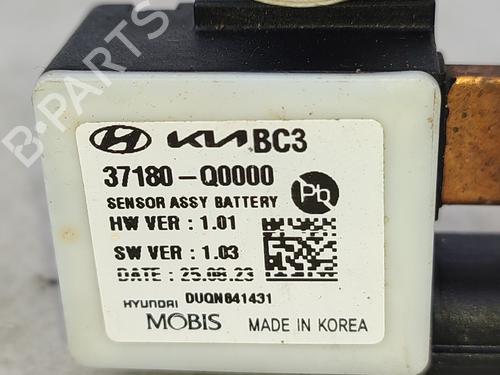 KIA BC3
37180-Q0000
SENSOR ASSY BATTERY
Pb
HW VER : 1.01
SW VER : 1.03
DATE : 25.08.23
HYUNDAI DUQN841431
MOBIS MADE IN KOREA
B-PARTS